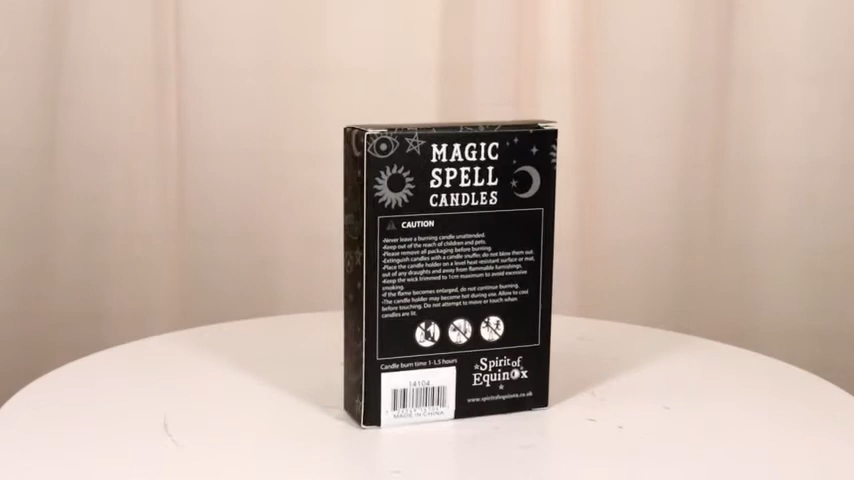 MAGIC
SPELL
CANDLES
CAUTION
•Never leave a burning candle unattended.
•Keep out of the reach of children and pets.
•Please remove all packaging before burning.
•Extinguish candles with a candle snuffer, do not blow them out.
•Place the candle holder on a level heat-resistant surface or mat,
out of any draughts and away from flammable furnishings.
•Keep the wick trimmed to 1cm maximum to avoid excessive
smoking.
•If the flame becomes enlarged, do not continue burning.
•The candle holder may become hot during use. Allow to cool
before touching. Do not attempt to move or touch when
candles are lit.
Candle burn time 1-1.5 hours
Spirit of
Equinox
www.spiritofequinox.co.uk
14104
MADE IN CHINA